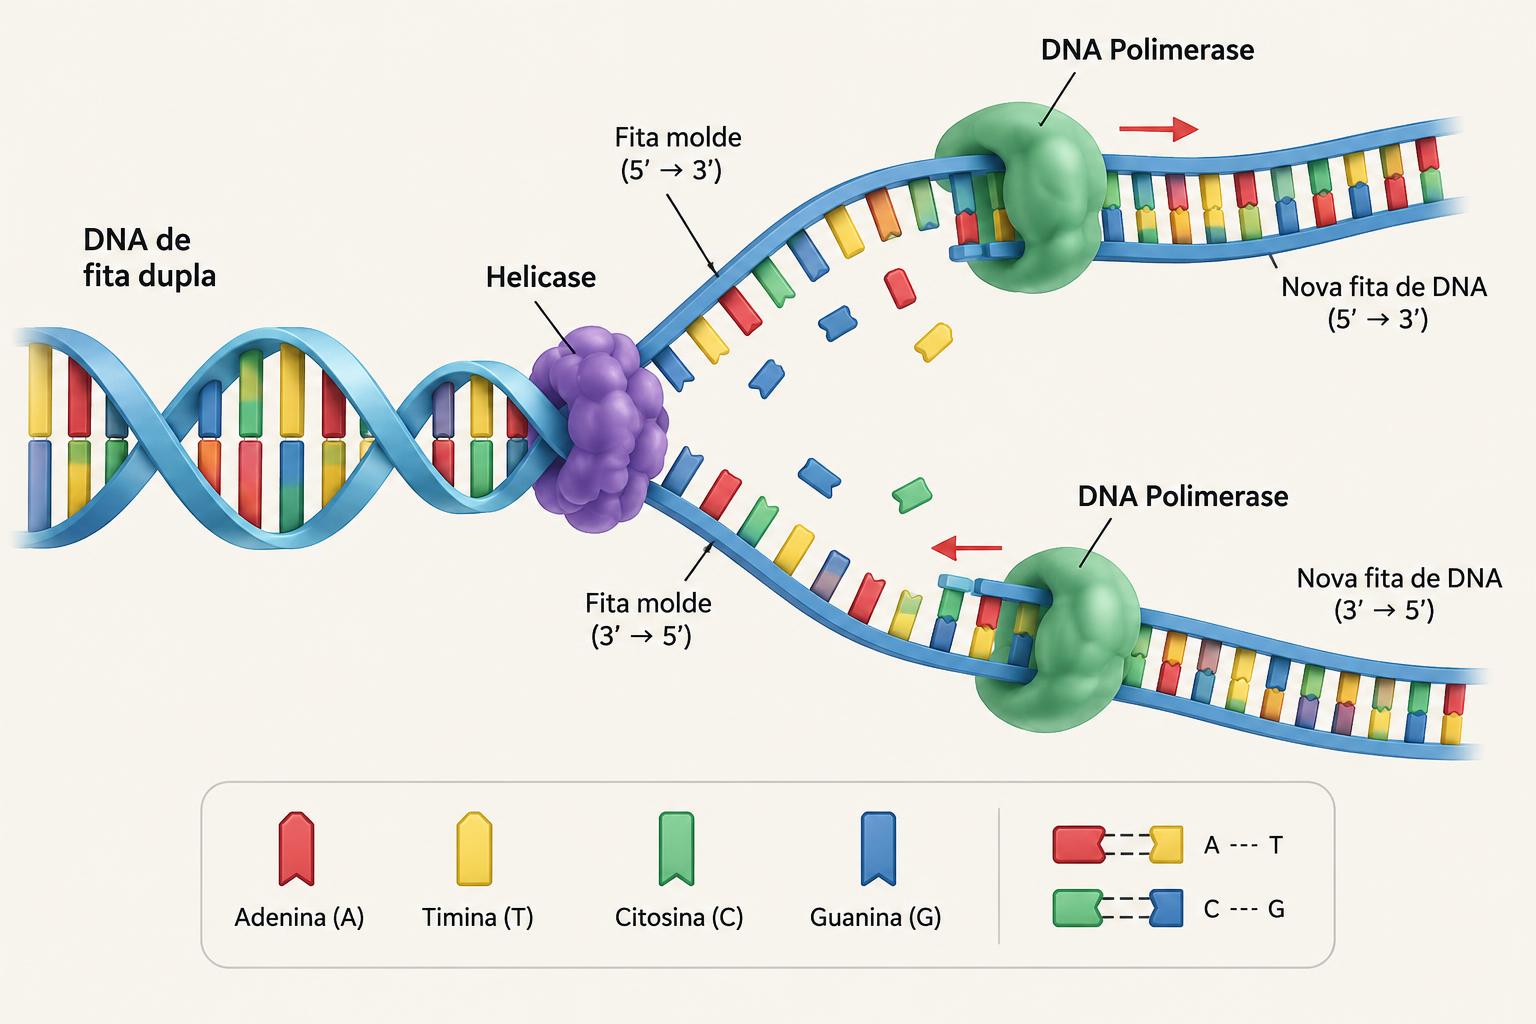 DNA Polimerase
Fita molde
(5’ → 3’)
DNA de
fita dupla
Helicase
Nova fita de DNA
(5’ → 3’)
DNA Polimerase
Nova fita de DNA
(3’ → 5’)
Fita molde
(3’ → 5’)
Adenina (A)
Timina (T)
Citosina (C)
Guanina (G)
A --- T
C --- G